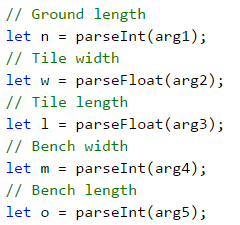 // Ground length
let n = parseInt(arg1);
// Tile width
let w = parseFloat(arg2);
// Tile length
let l = parseFloat(arg3);
// Bench width
let m = parseInt(arg4);
// Bench length
let o = parseInt(arg5);